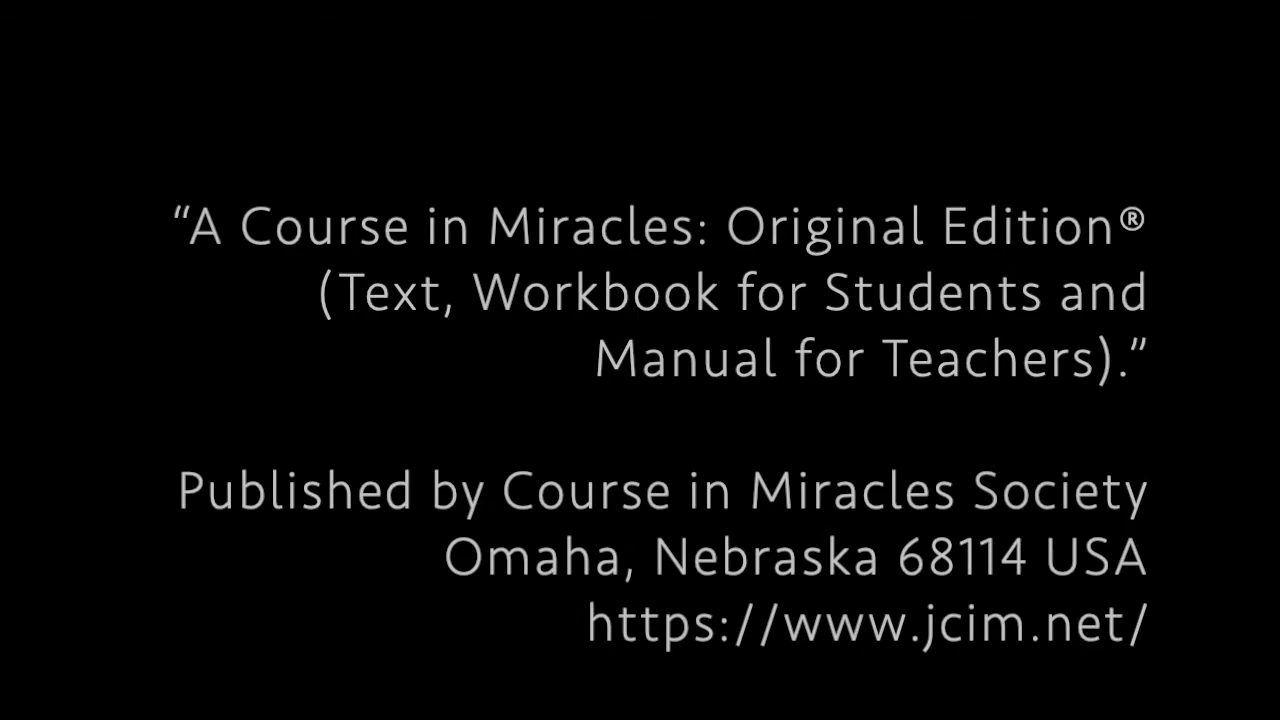 “A Course in Miracles: Original Edition®
(Text, Workbook for Students and
Manual for Teachers).”
Published by Course in Miracles Society
Omaha, Nebraska 68114 USA
https://www.jcim.net/